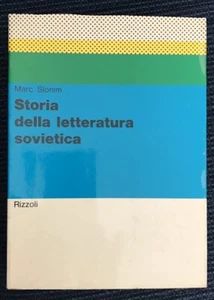 Marc Slonim
Storia
della letteratura
sovietica
Rizzoli